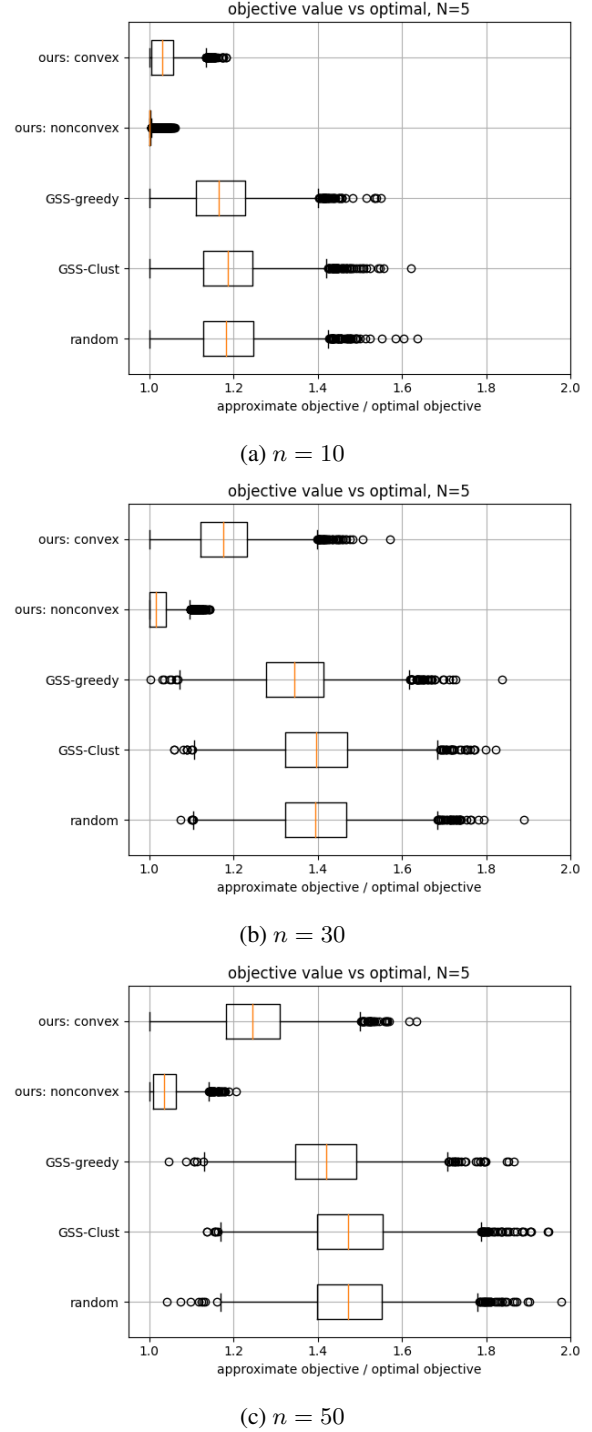 objective value vs optimal, N=5
ours: convex
ours: nonconvex
GSS-greedy
GSS-Clust
random
1.0 1.2 1.4 1.6 1.8 2.0
approximate objective / optimal objective
(a) n = 10
objective value vs optimal, N=5
ours: convex
ours: nonconvex
GSS-greedy
GSS-Clust
random
1.0 1.2 1.4 1.6 1.8 2.0
approximate objective / optimal objective
(b) n = 30
objective value vs optimal, N=5
ours: convex
ours: nonconvex
GSS-greedy
GSS-Clust
random
1.0 1.2 1.4 1.6 1.8 2.0
approximate objective / optimal objective
(c) n = 50